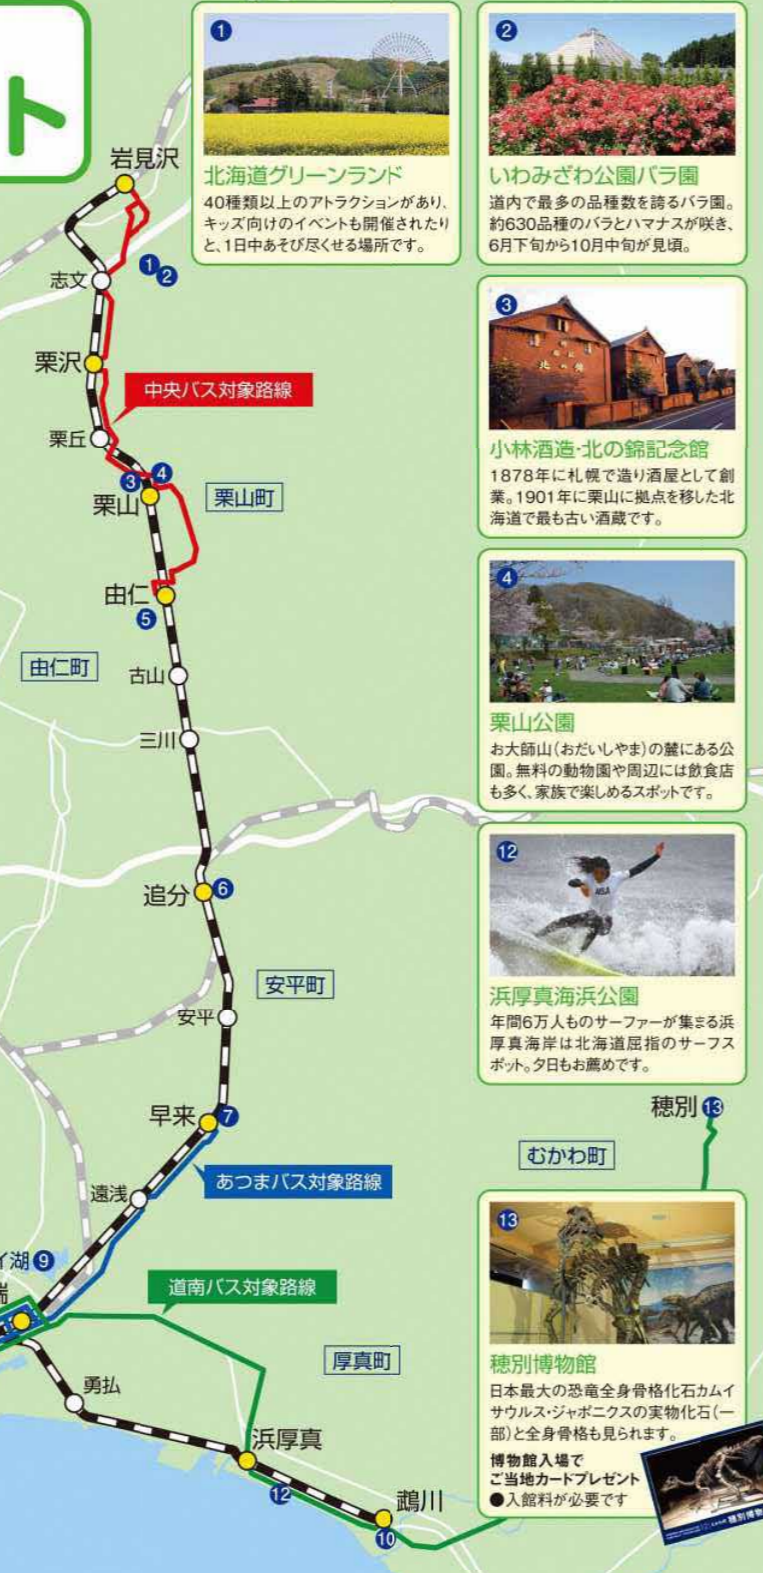 ト
①
北海道グリーンランド
40種類以上のアトラクションがあり、
キッズ向けのイベントも開催されたり
と、1日中あそび尽くせる場所です。
②
いわみざわ公園バラ園
道内で最多の品種数を誇るバラ園。
約630品種のバラとハマナスが咲き、
6月下旬から10月中旬が見頃。
③
北の錦
小林酒造・北の錦記念館
1878年に札幌で造り酒屋として創
業。1901年に栗山に拠点を移した北
海道で最も古い酒蔵です。
④
栗山公園
お大師山(おだいしやま)の麓にある公
園。無料の動物園や周辺には飲食店
も多く、家族で楽しめるスポットです。
⑫
浜厚真海浜公園
年間6万人ものサーファーが集まる浜
厚真海岸は北海道屈指のサーフス
ポット。夕日もお薦めです。
⑬
穂別博物館
日本最大の恐竜全身骨格化石カムイ
サウルス・ジャポニクスの実物化石(一
部)と全身骨格も見られます。
博物館入場で
ご当地カードプレゼント
●入館料が必要です
岩見沢
志文
①
②
栗沢
中央バス対象路線
栗丘
③
④
栗山
栗山町
由仁
⑤
由仁町
古山
三川
追分
⑥
安平町
安平
早来
⑦
あつまバス対象路線
遠浅
イ湖
⑨
端
道南バス対象路線
厚真町
勇払
浜厚真
⑫
鵡川
⑩
穂別
⑬
むかわ町